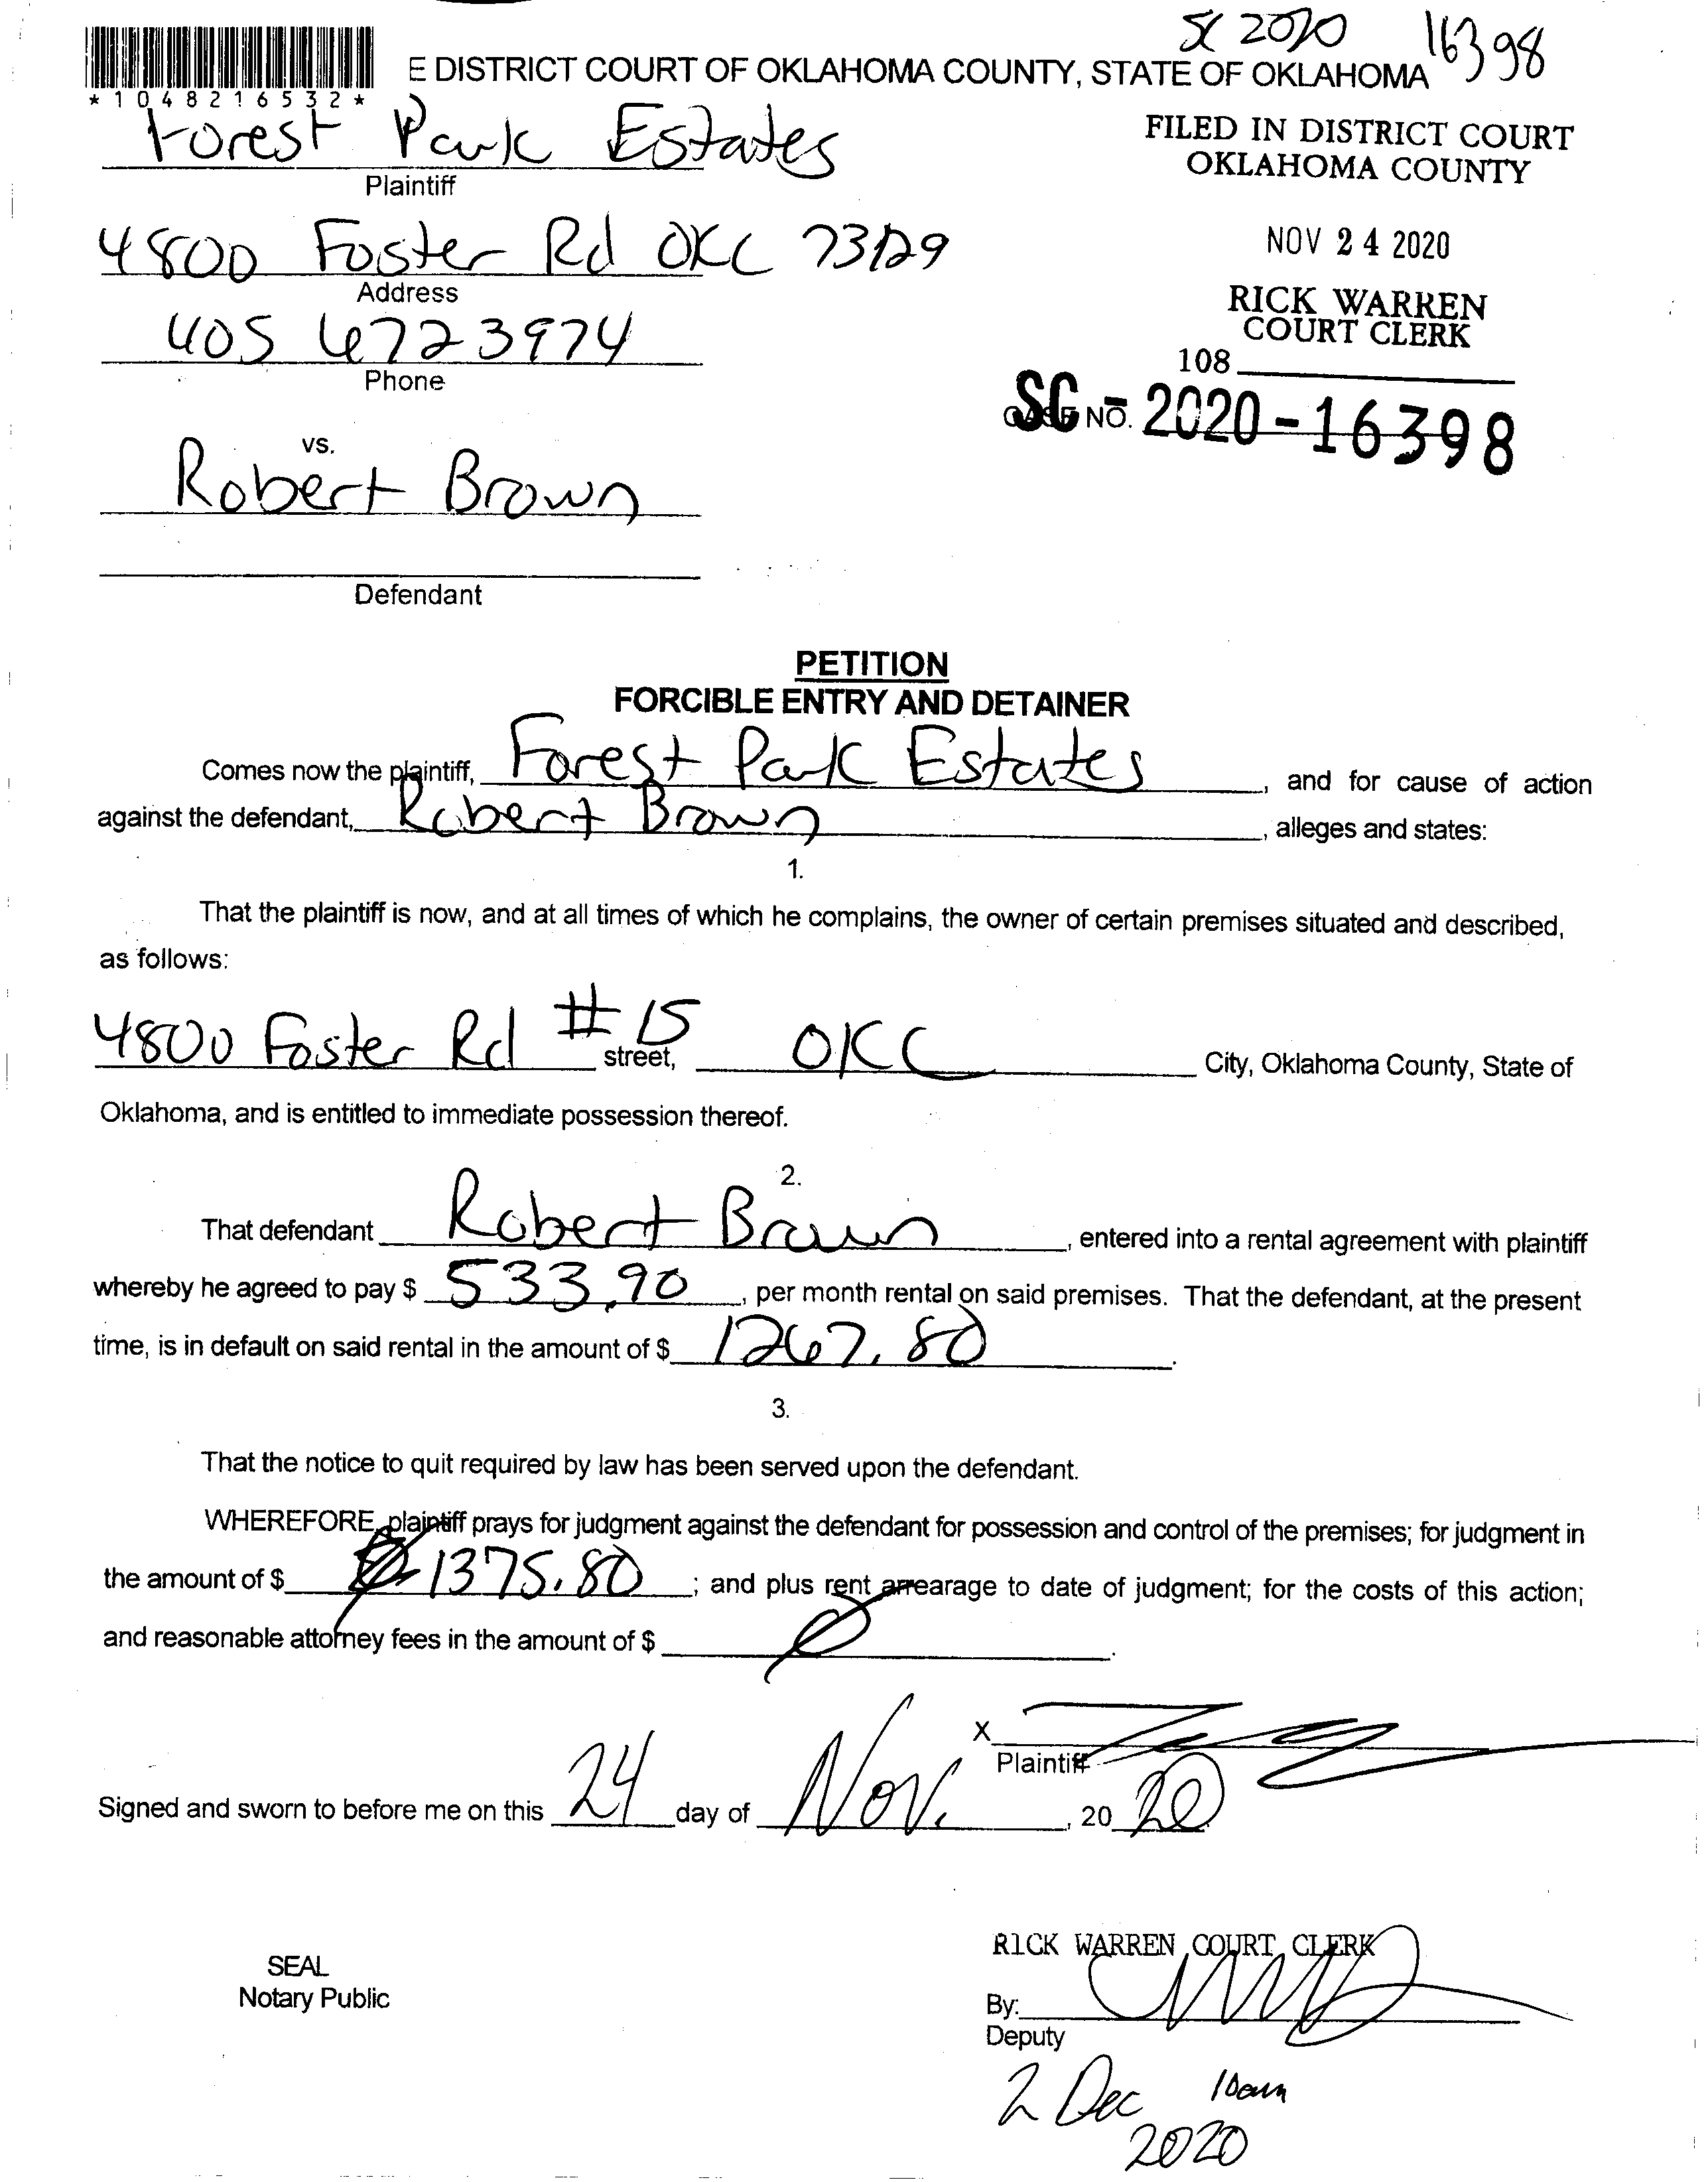 SC 2020 16398
E DISTRICT COURT OF OKLAHOMA COUNTY, STATE OF OKLAHOMA
*1048216532*
Forest Park Estates
Plaintiff
FILED IN DISTRICT COURT
OKLAHOMA COUNTY
4800 Foster Rd OKC 73129
Address
NOV 24 2020
405 672 3974
Phone
RICK WARREN
COURT CLERK
108
CASE NO. SC-2020-16398
vs.
Robert Brown
Defendant
PETITION
FORCIBLE ENTRY AND DETAINER
Comes now the plaintiff, Forest Park Estates, and for cause of action
against the defendant, Robert Brown, alleges and states:
1.
That the plaintiff is now, and at all times of which he complains, the owner of certain premises situated and described,
as follows:
4800 Foster Rd #15 street, OKC City, Oklahoma County, State of
Oklahoma, and is entitled to immediate possession thereof.
2.
That defendant Robert Brown, entered into a rental agreement with plaintiff
whereby he agreed to pay $ 533.90, per month rental on said premises. That the defendant, at the present
time, is in default on said rental in the amount of $ 1267.80.
3.
That the notice to quit required by law has been served upon the defendant.
WHEREFORE, plaintiff prays for judgment against the defendant for possession and control of the premises; for judgment in
the amount of $ 1375.80; and plus rent arrearage to date of judgment; for the costs of this action;
and reasonable attorney fees in the amount of $ Ø.
X
Plaintiff
Signed and sworn to before me on this 24 day of Nov., 20 20
RICK WARREN COURT CLERK
SEAL
Notary Public
By:
Deputy
2 Dec 10am
2020